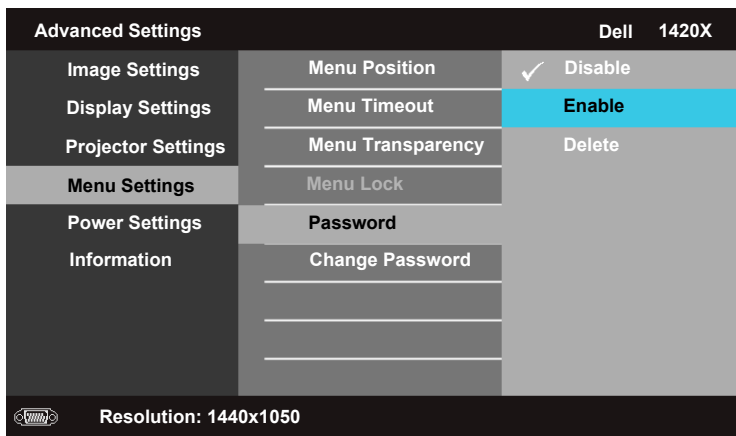 Advanced Settings Dell 1420X
Image Settings Menu Position Disable
Display Settings Menu Timeout Enable
Projector Settings Menu Transparency Delete
Menu Settings Menu Lock
Power Settings Password
Information Change Password
Resolution: 1440x1050